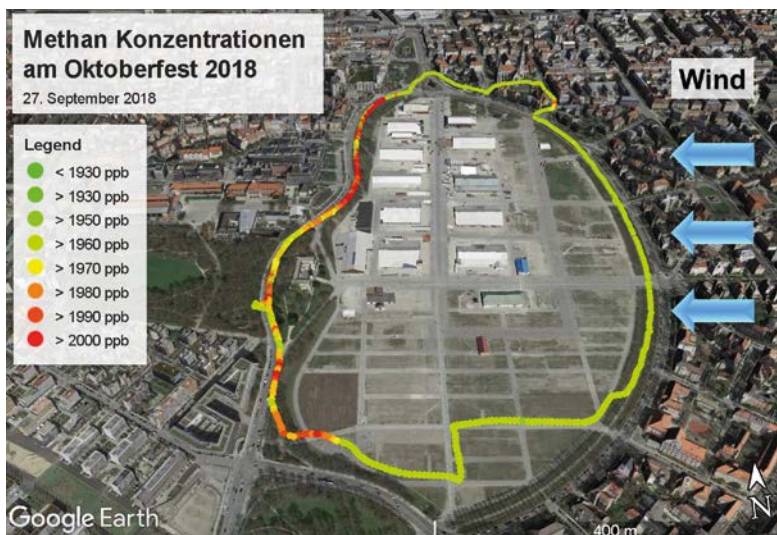 Methan Konzentrationen
am Oktoberfest 2018
27. September 2018
Wind
Legend
< 1930 ppb
> 1930 ppb
> 1950 ppb
> 1960 ppb
> 1970 ppb
> 1980 ppb
> 1990 ppb
> 2000 ppb
N
Google Earth
400 m